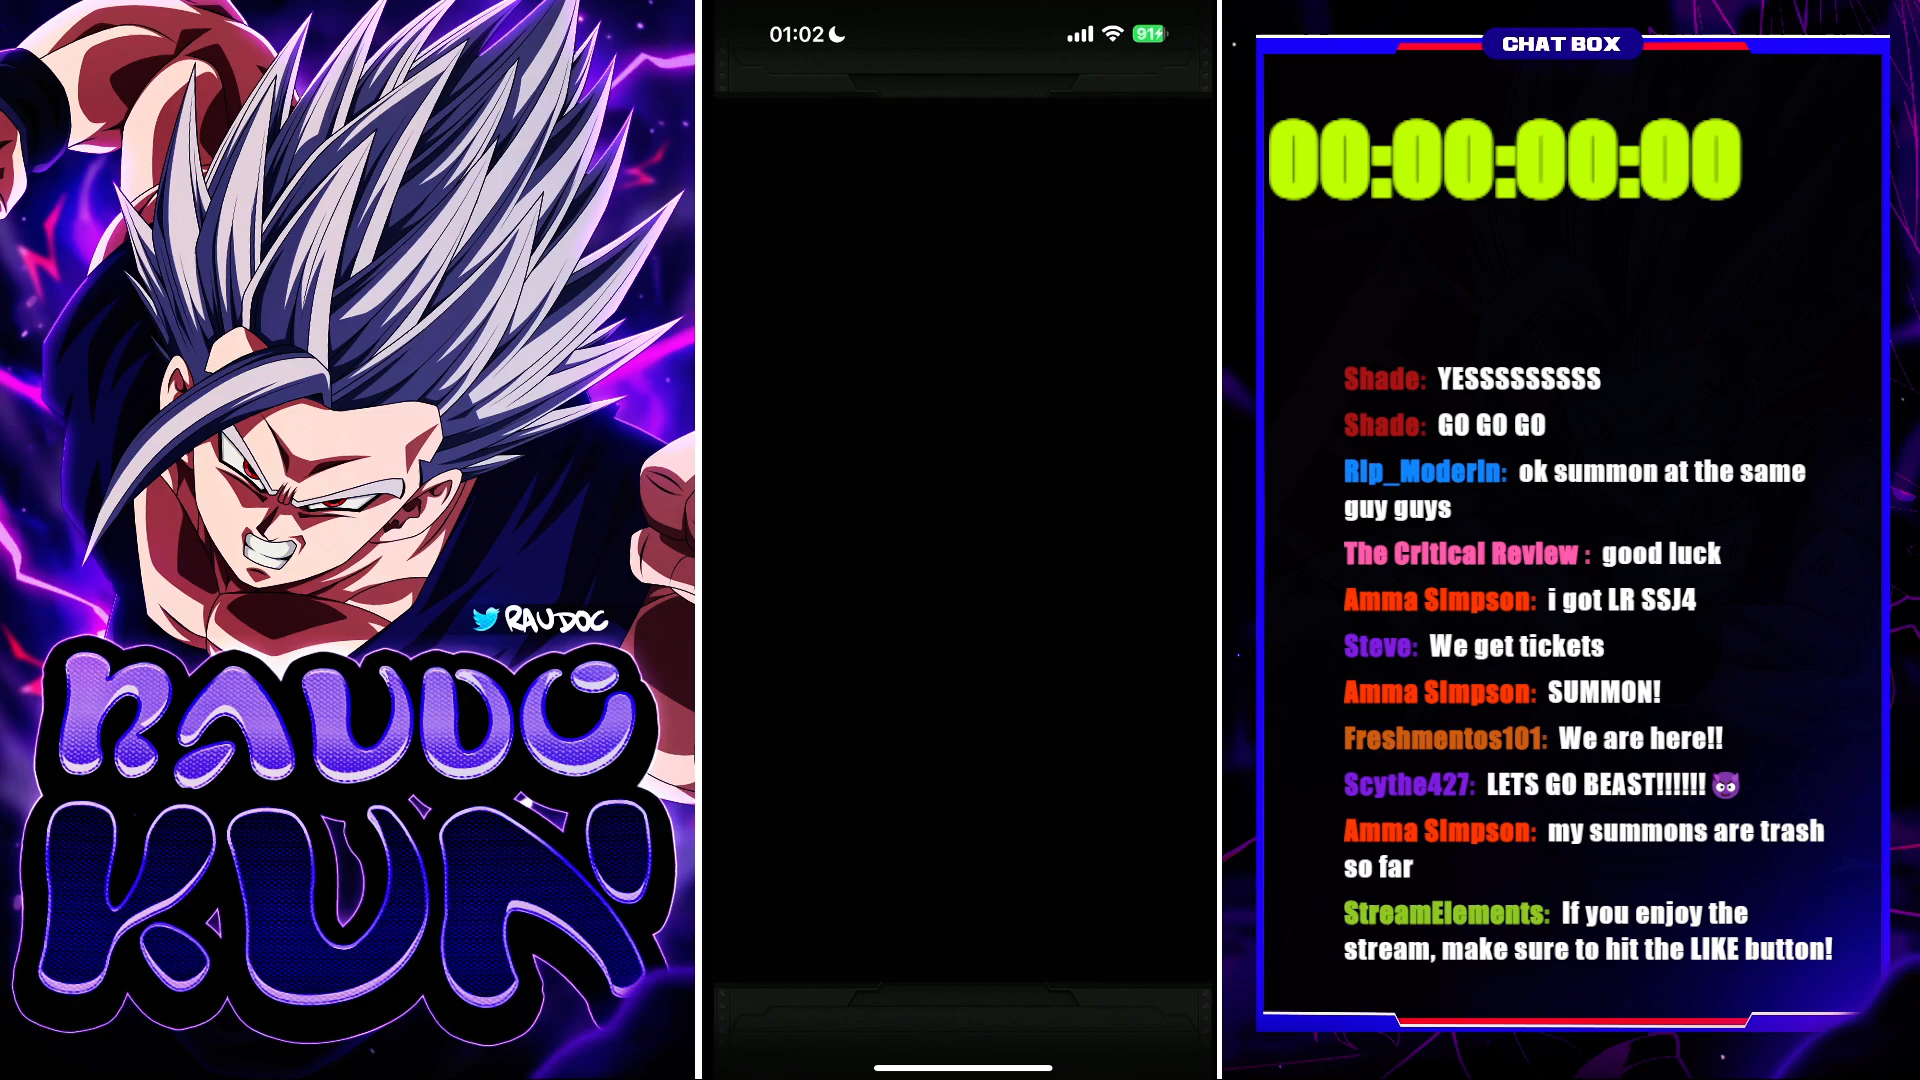 RAUDOC
RAUDO
KUN
01:02
91
CHAT BOX
00:00:00:00
Shade: YESSSSSSSSS
Shade: GO GO GO
Rip_Moderin: ok summon at the same
guy guys
The Critical Review : good luck
Amma Simpson: i got LR SSJ4
Steve: We get tickets
Amma Simpson: SUMMON!
Freshmentos101: We are here!!
Scythe427: LETS GO BEAST!!!!!! 😈
Amma Simpson: my summons are trash
so far
StreamElements: If you enjoy the
stream, make sure to hit the LIKE button!